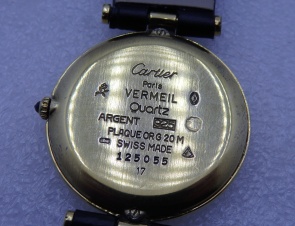 Cartier
Paris
VERMEIL
Quartz
ARGENT 925
PLAQUE OR G 20 M
SWISS MADE
125055
17